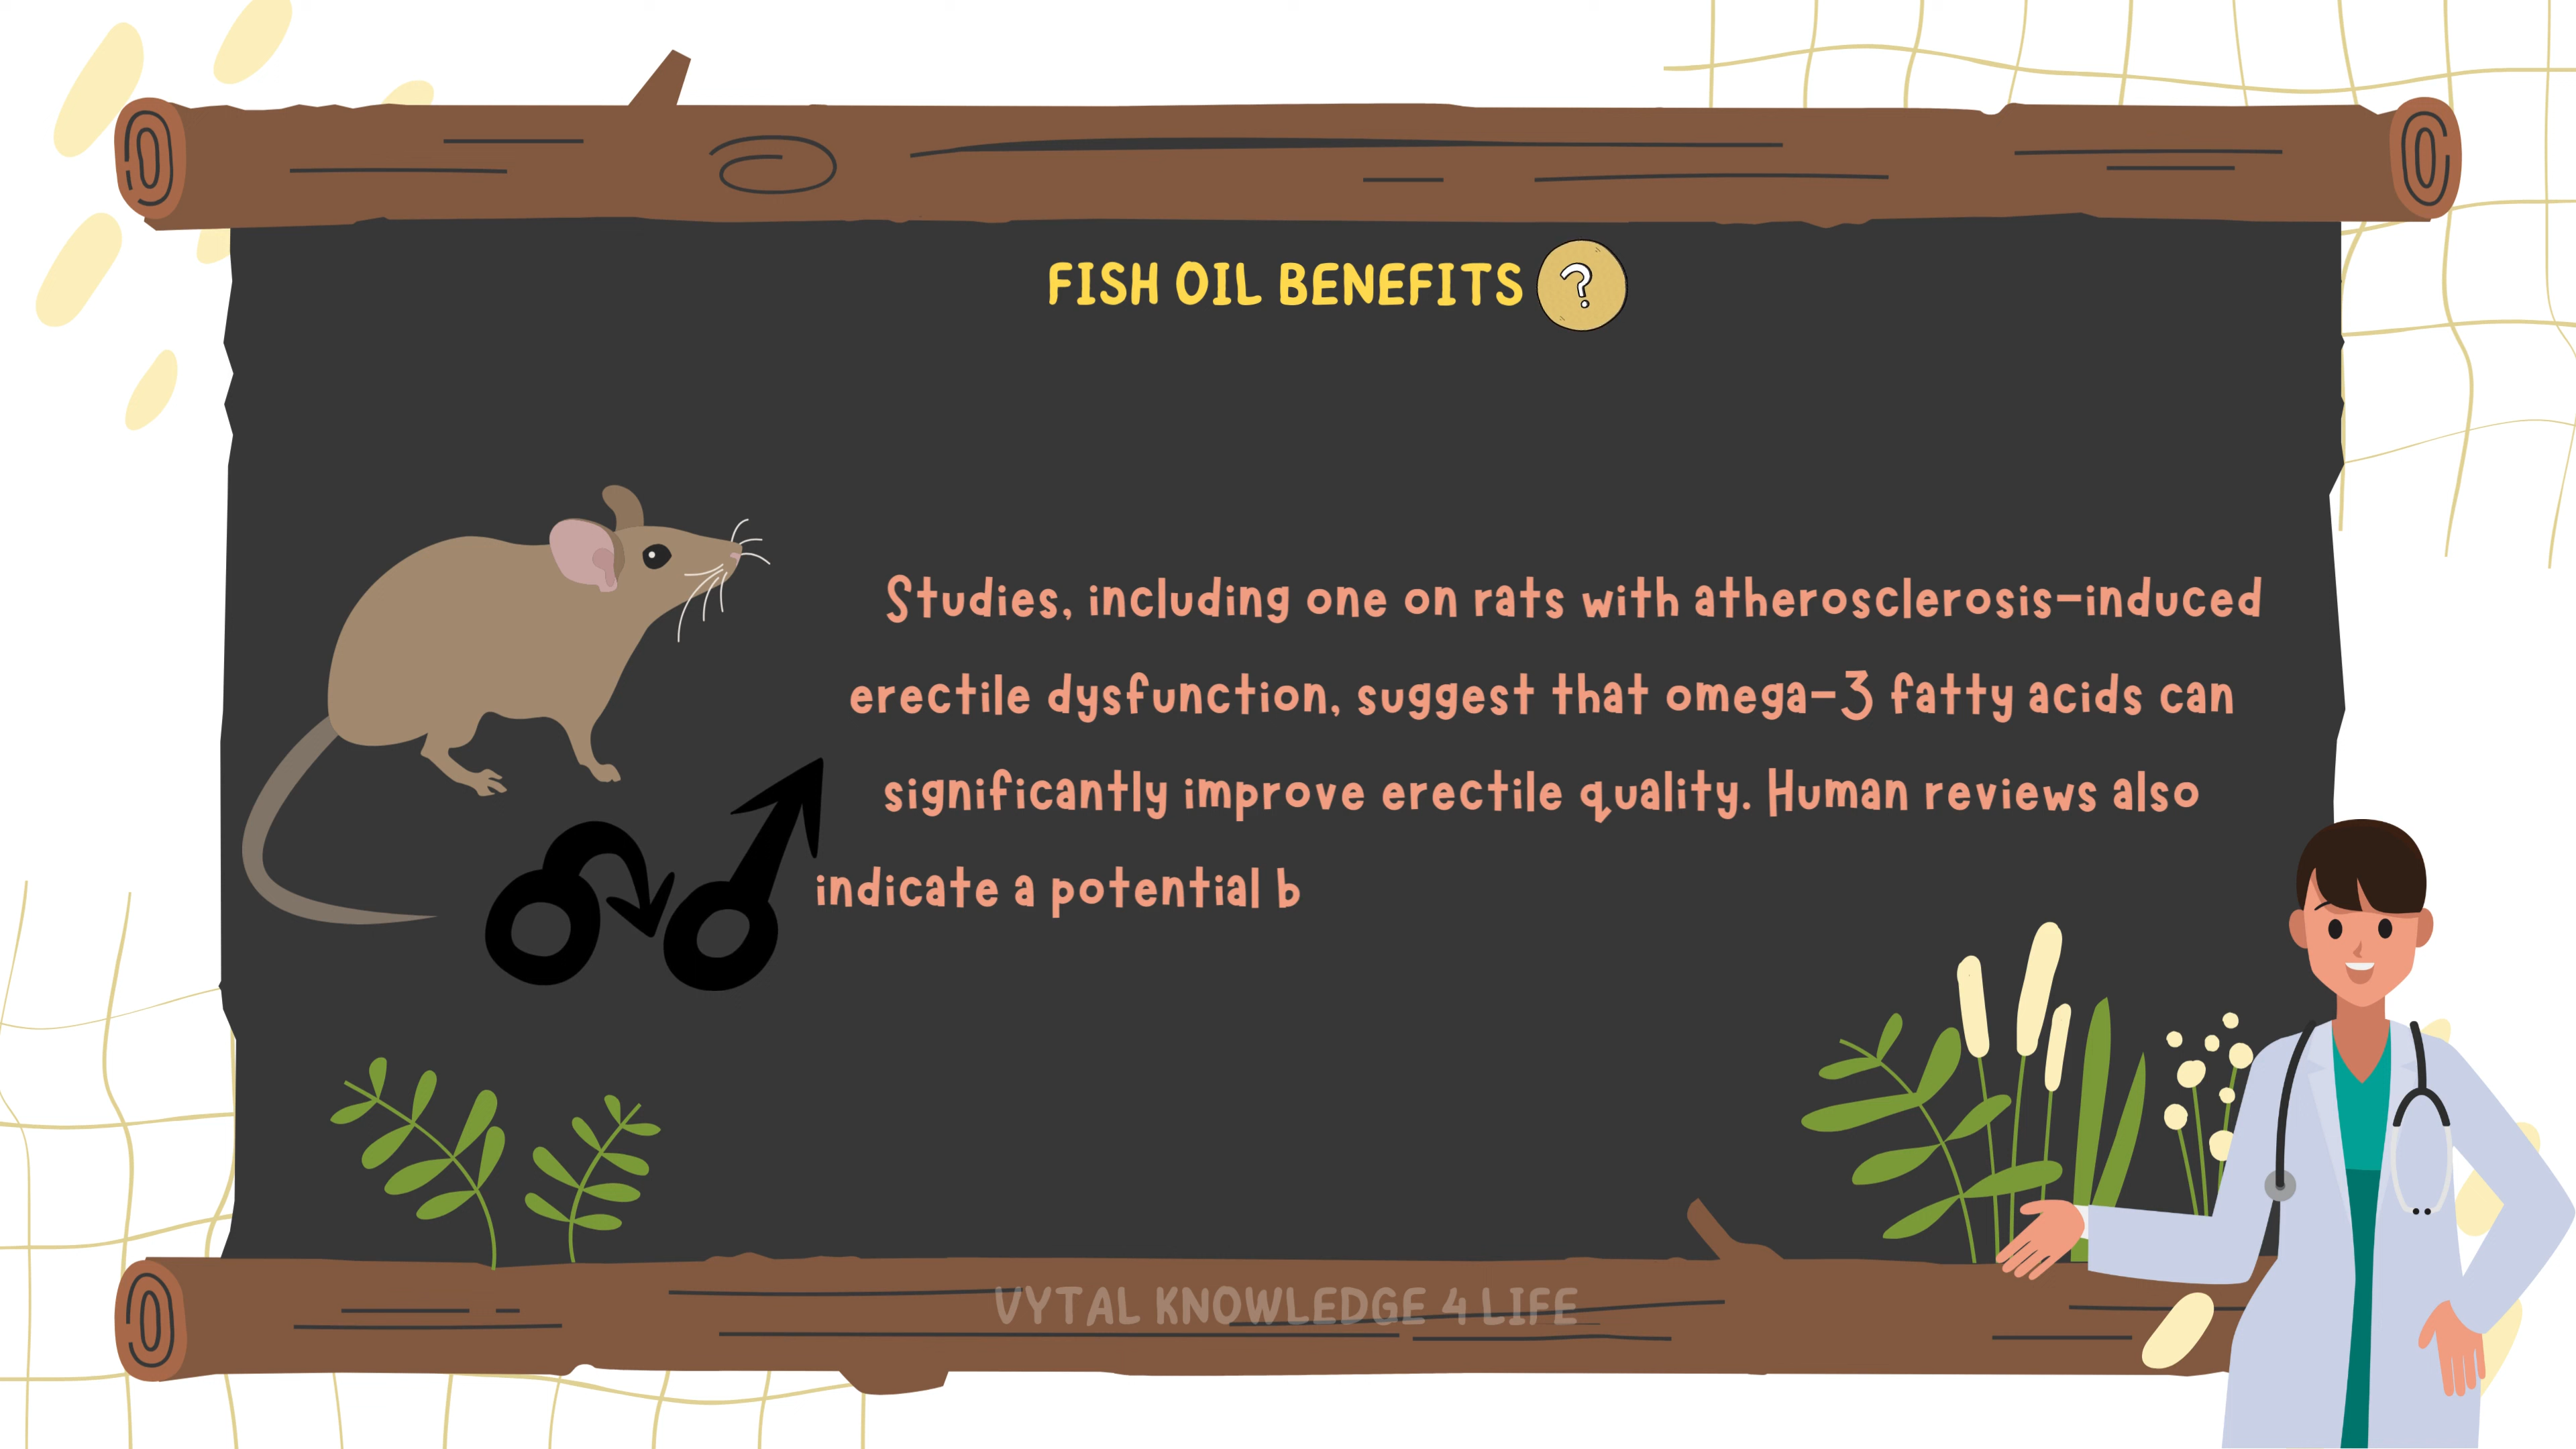 FISH OIL BENEFITS ?
Studies, including one on rats with atherosclerosis-induced
erectile dysfunction, suggest that omega-3 fatty acids can
significantly improve erectile quality. Human reviews also
indicate a potential b
VYTAL KNOWLEDGE 4 LIFE